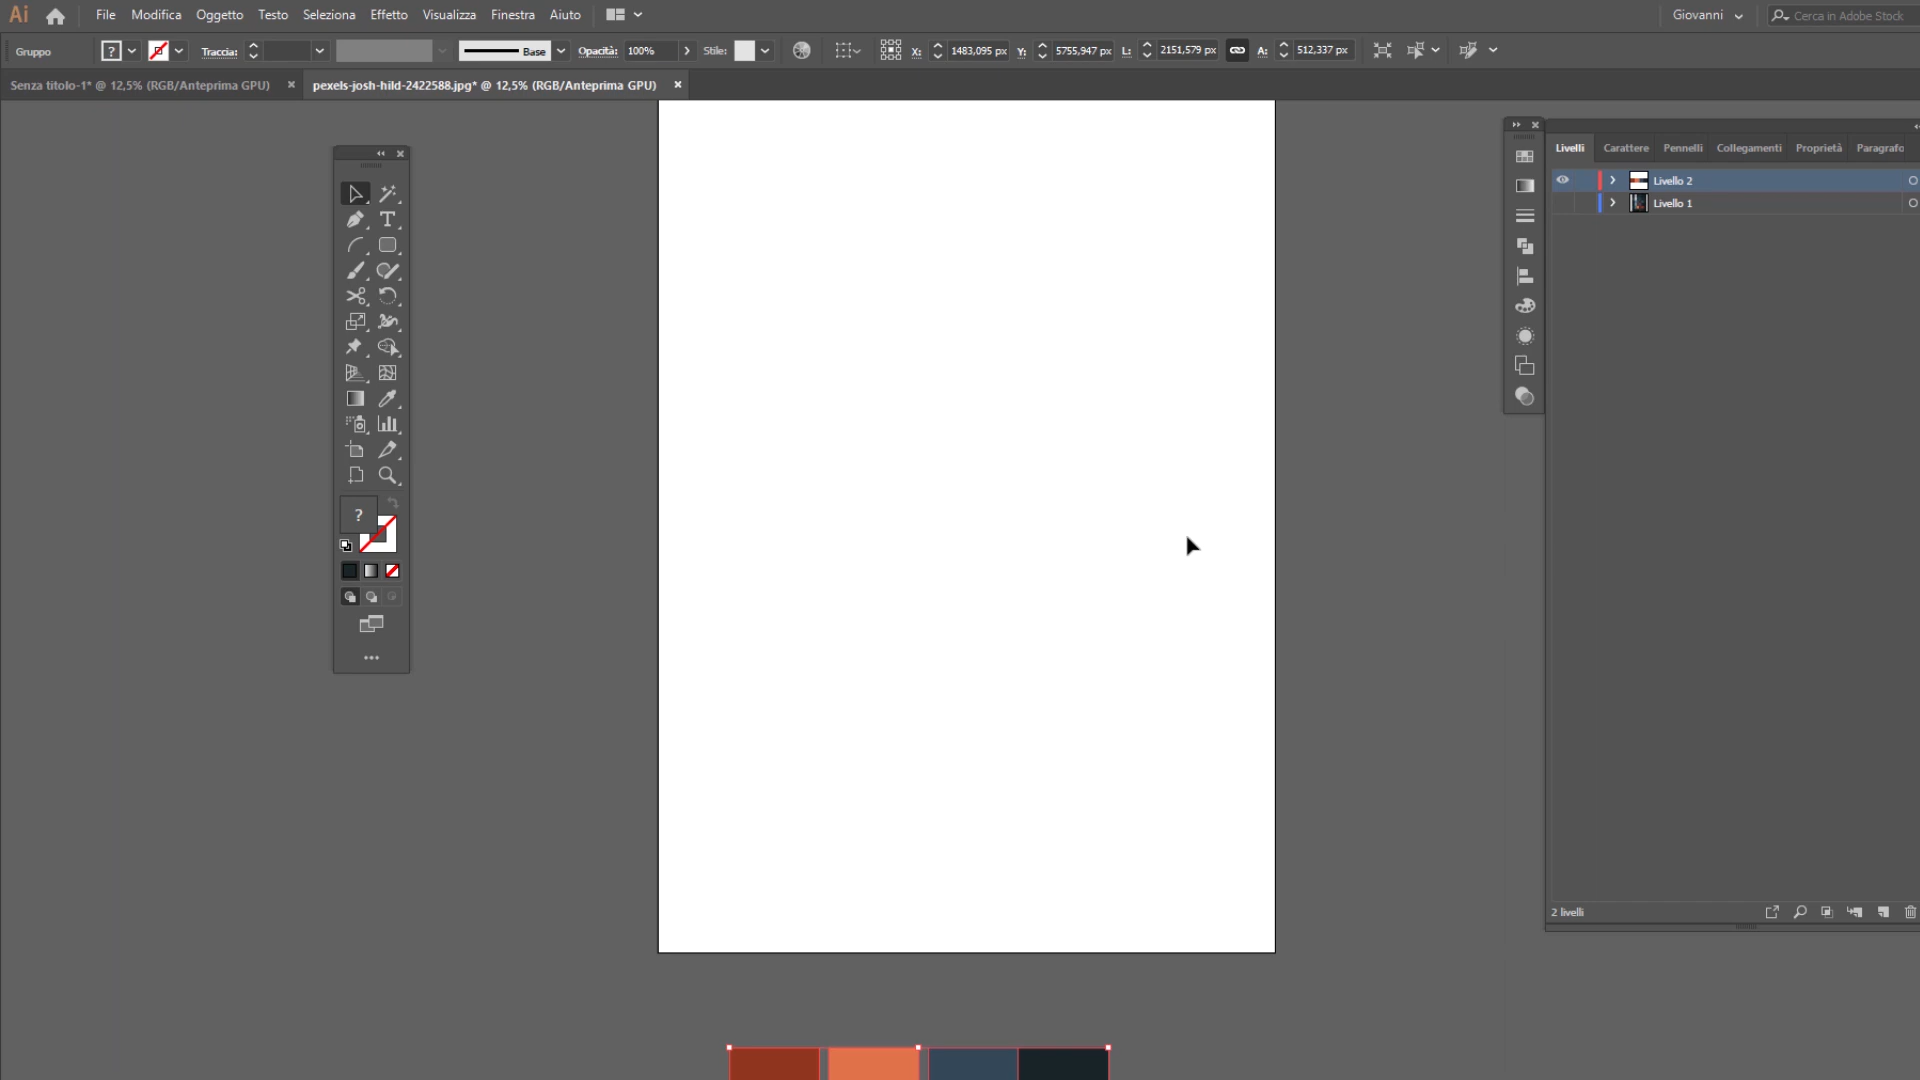 Ai File Modifica Oggetto Testo Seleziona Effetto Visualizza Finestra Aiuto Giovanni Cerca in Adobe Stock
Gruppo ? Traccia: Base Opacità: 100% Stile: X: 1483,095 px Y: 5755,947 px L: 2151,579 px A: 512,337 px
Senza titolo-1* @ 12,5% (RGB/Anteprima GPU) × pexels-josh-hild-2422588.jpg* @ 12,5% (RGB/Anteprima GPU) ×
Livelli Carattere Pennelli Collegamenti Proprietà Paragrafo
Livello 2
Livello 1
T
?
2 livelli